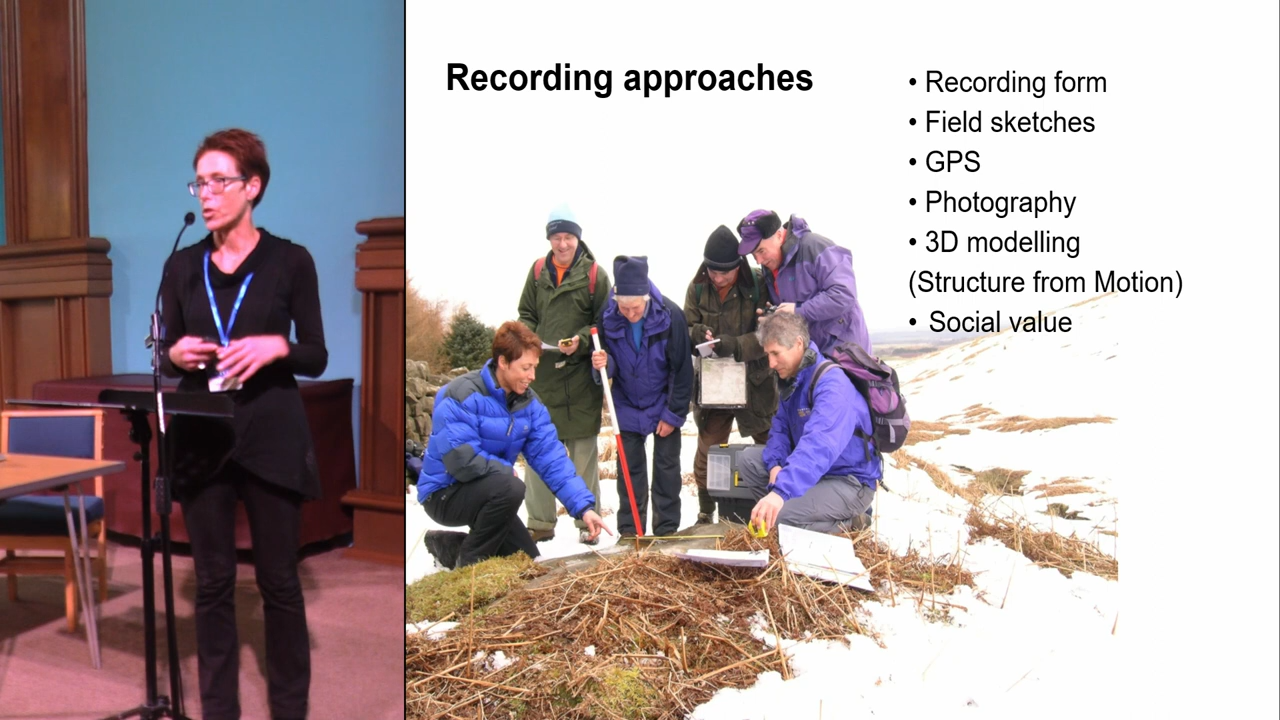 Recording approaches
• Recording form
• Field sketches
• GPS
• Photography
• 3D modelling
(Structure from Motion)
• Social value